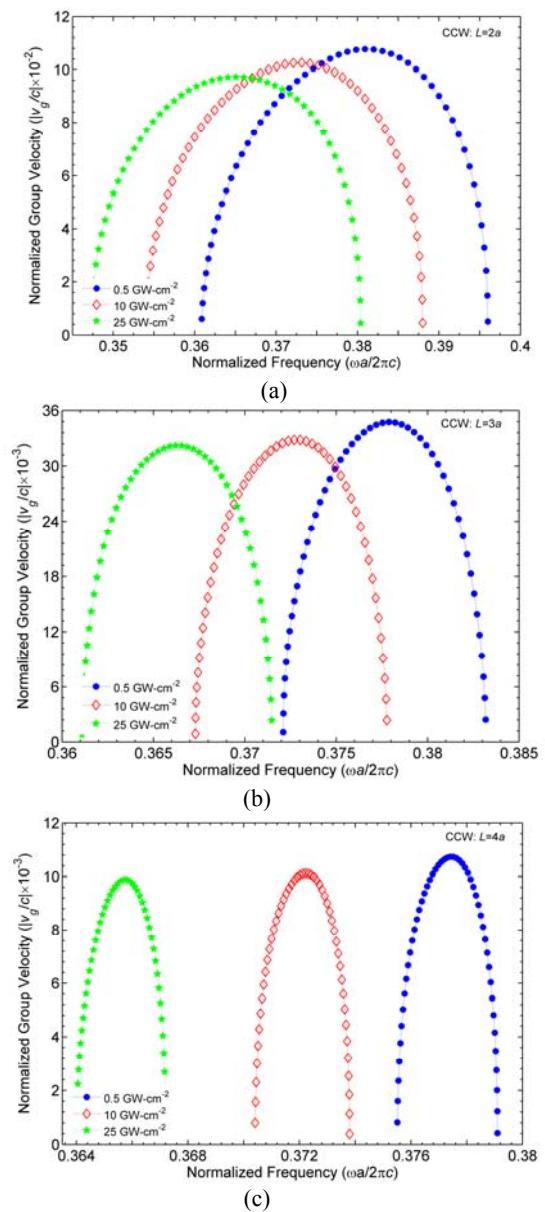 12
CCW: L=2a
10
8
6
4
2
0
Normalized Group Velocity (|v_g/c|×10⁻²)
0.5 GW-cm⁻²
10 GW-cm⁻²
25 GW-cm⁻²
0.35 0.36 0.37 0.38 0.39 0.4
Normalized Frequency (ωa/2πc)
(a)
36
CCW: L=3a
30
24
18
12
6
0
Normalized Group Velocity (|v_g/c|×10⁻³)
0.5 GW-cm⁻²
10 GW-cm⁻²
25 GW-cm⁻²
0.36 0.365 0.37 0.375 0.38 0.385
Normalized Frequency (ωa/2πc)
(b)
12
CCW: L=4a
10
8
6
4
2
0
Normalized Group Velocity (|v_g/c|×10⁻³)
0.5 GW-cm⁻²
10 GW-cm⁻²
25 GW-cm⁻²
0.364 0.368 0.372 0.376 0.38
Normalized Frequency (ωa/2πc)
(c)